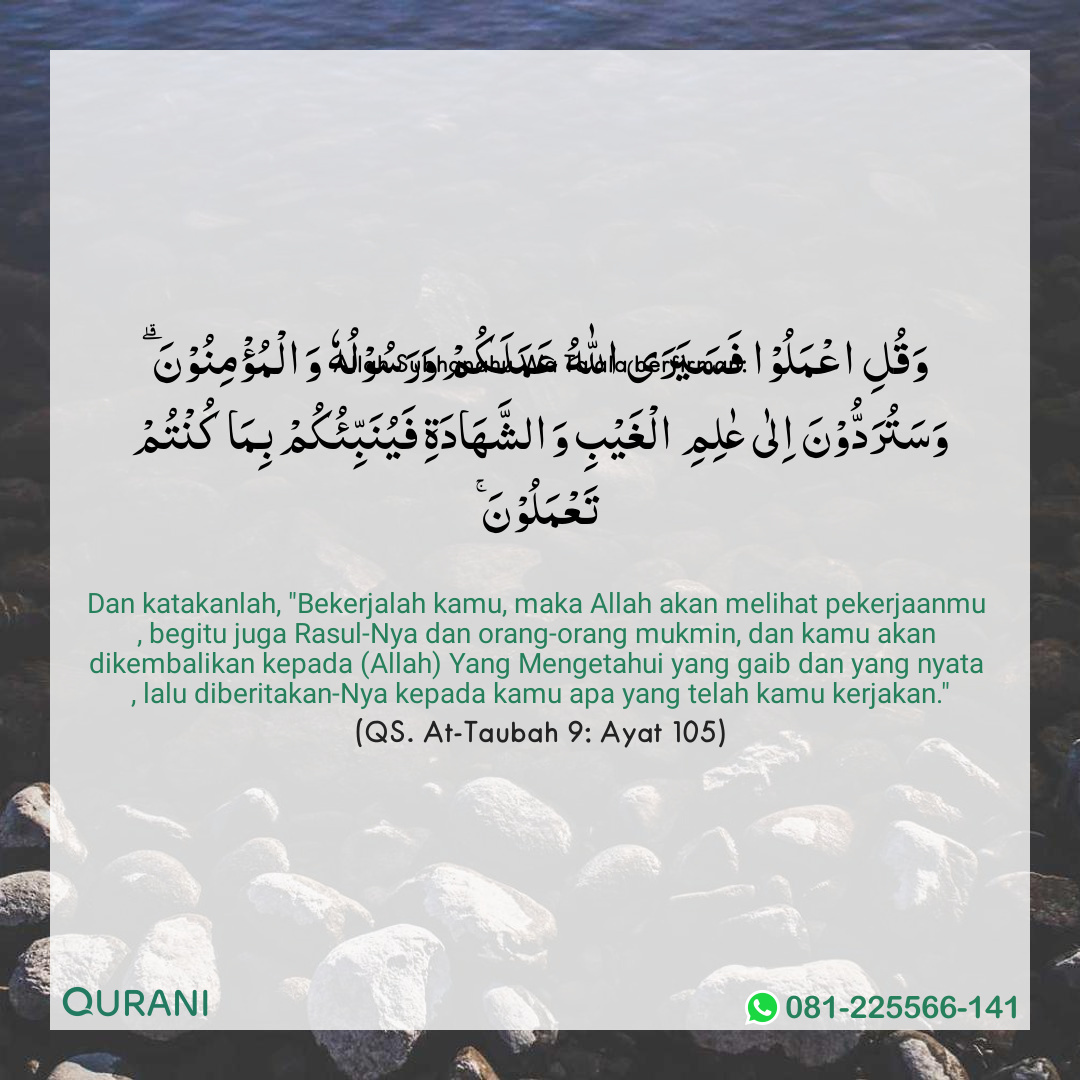 Allah Subhanahu Wa Ta'ala berfirman:
وَقُلِ اعْمَلُوْا فَسَيَرَى اللّٰهُ عَمَلَكُمْ وَرَسُوْلُهٗ وَالْمُؤْمِنُوْنَۗ
وَسَتُرَدُّوْنَ اِلٰى عٰلِمِ الْغَيْبِ وَالشَّهَادَةِ فَيُنَبِّئُكُمْ بِمَا كُنْتُمْ
تَعْمَلُوْنَۚ
Dan katakanlah, "Bekerjalah kamu, maka Allah akan melihat pekerjaanmu
, begitu juga Rasul-Nya dan orang-orang mukmin, dan kamu akan
dikembalikan kepada (Allah) Yang Mengetahui yang gaib dan yang nyata
, lalu diberitakan-Nya kepada kamu apa yang telah kamu kerjakan."
(QS. At-Taubah 9: Ayat 105)
QURANI
081-225566-141